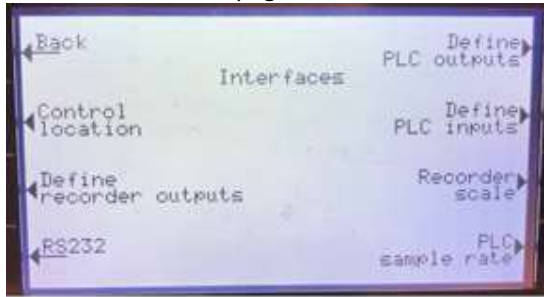 Back
Define
PLC outputs
Interfaces
Control
location
Define
PLC inputs
Define
recorder outputs
Recorder
scale
RS232
PLC
sample rate